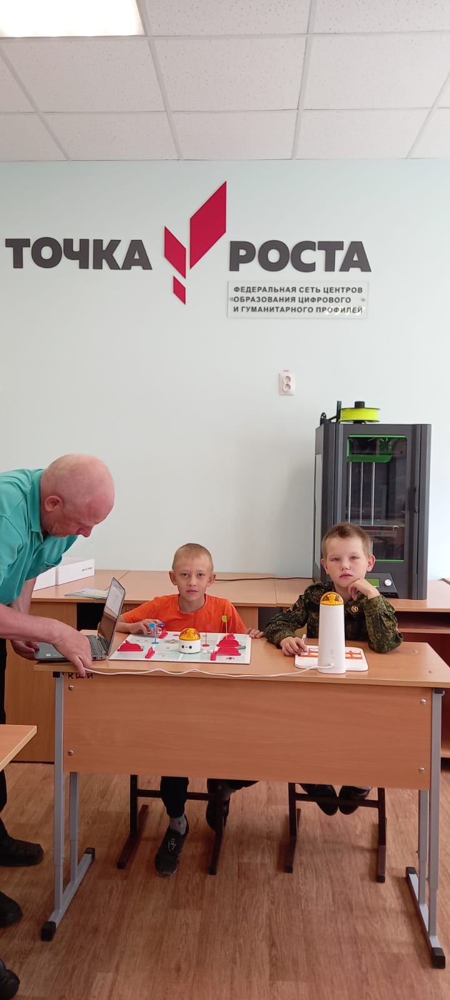 ТОЧКА РОСТА
ФЕДЕРАЛЬНАЯ СЕТЬ ЦЕНТРОВ
ОБРАЗОВАНИЯ ЦИФРОВОГО
И ГУМАНИТАРНОГО ПРОФИЛЕЙ